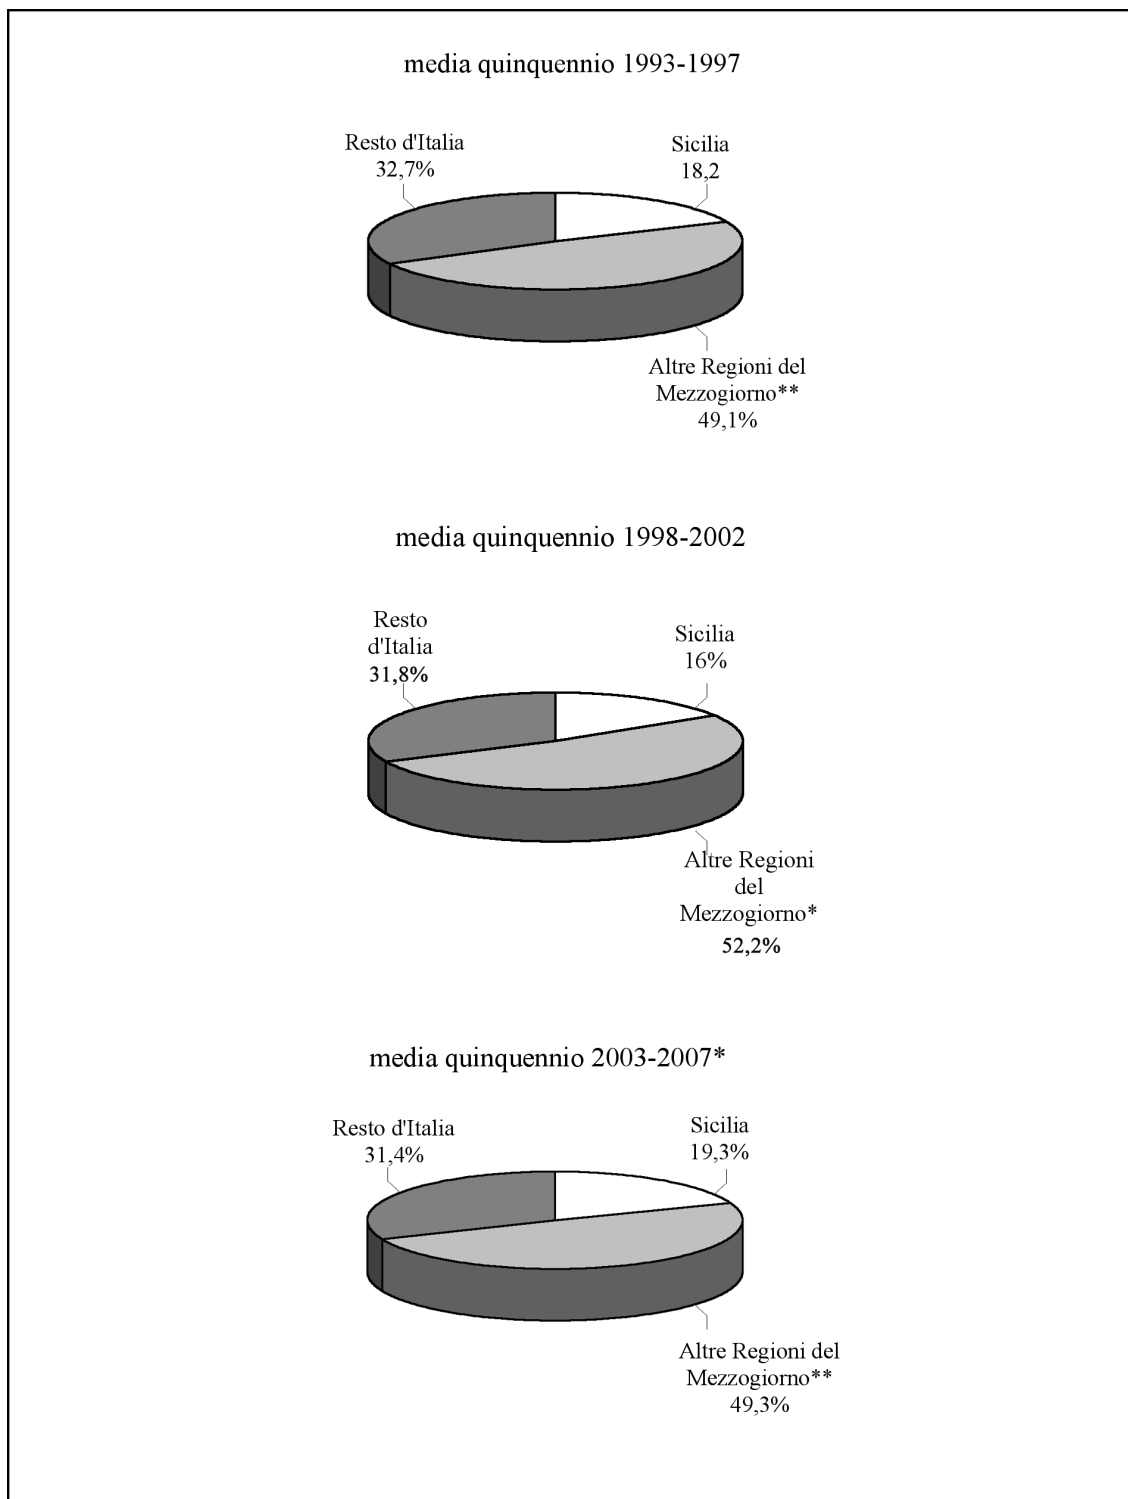 media quinquennio 1993-1997
Resto d'Italia
32,7%
Sicilia
18,2
Altre Regioni del
Mezzogiorno**
49,1%
media quinquennio 1998-2002
Resto
d'Italia
31,8%
Sicilia
16%
Altre Regioni
del
Mezzogiorno*
52,2%
media quinquennio 2003-2007*
Resto d'Italia
31,4%
Sicilia
19,3%
Altre Regioni del
Mezzogiorno**
49,3%